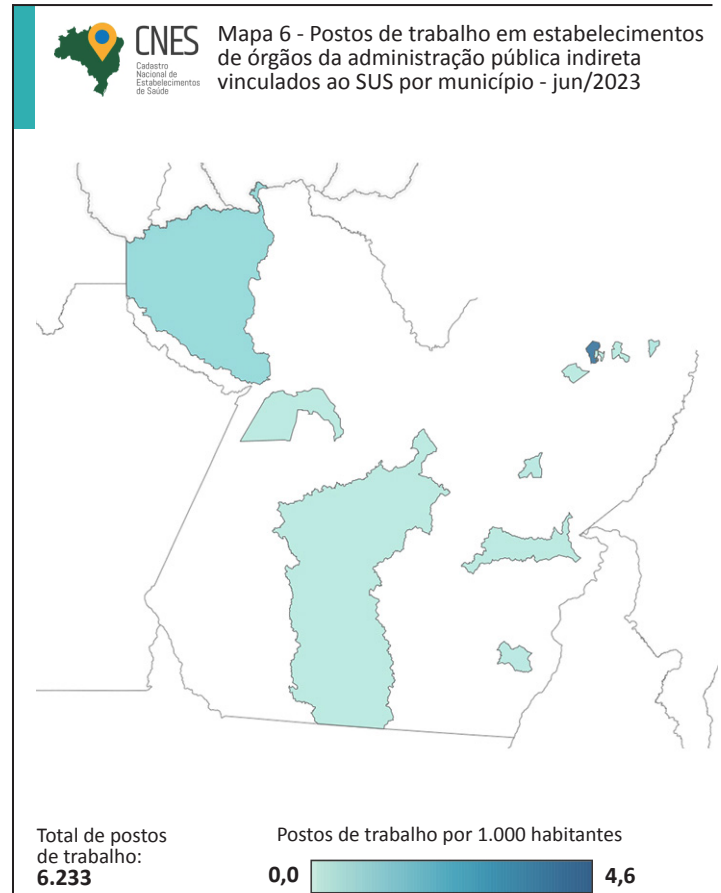 CNES
Cadastro
Nacional de
Estabelecimentos
de Saúde
Mapa 6 - Postos de trabalho em estabelecimentos
de órgãos da administração pública indireta
vinculados ao SUS por município - jun/2023
Total de postos
de trabalho:
6.233
Postos de trabalho por 1.000 habitantes
0,0
4,6